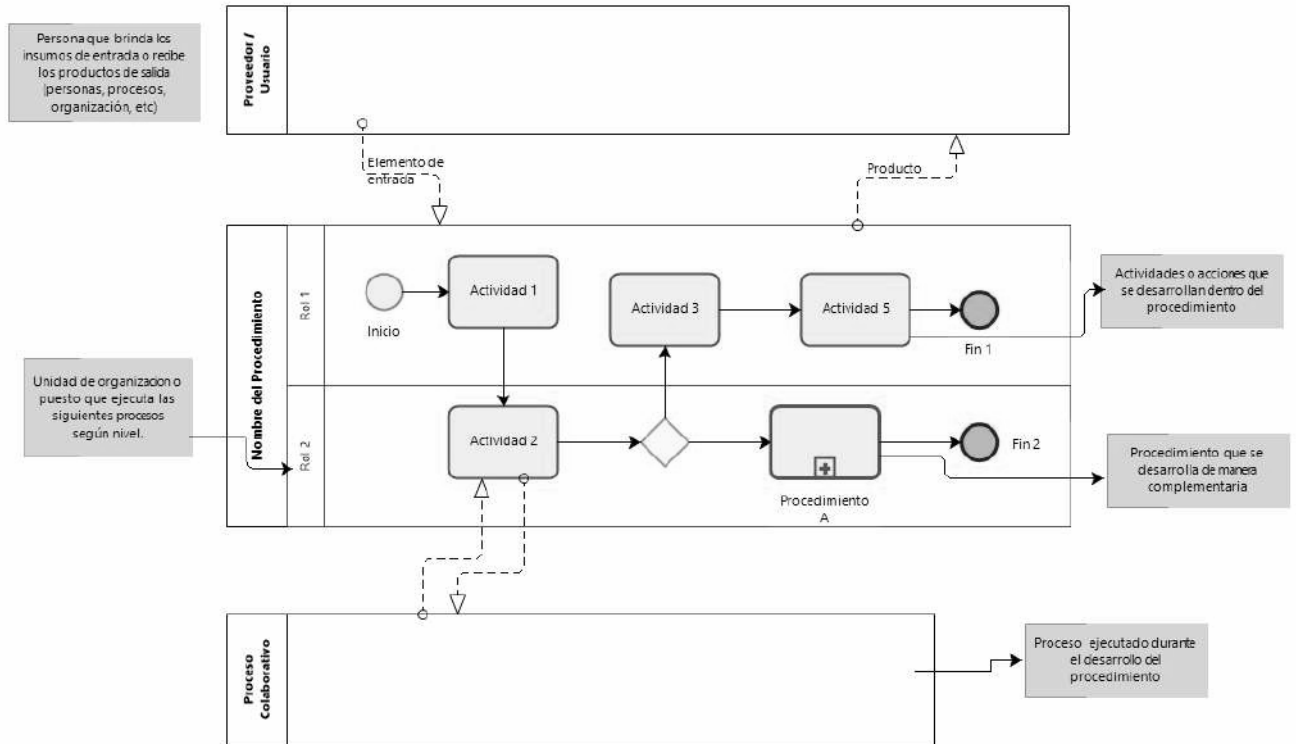 Persona que brinda los
insumos de entrada o recibe
los productos de salida
(personas, procesos,
organización, etc)
Proveedor /
Usuario
Elemento de
entrada
Producto
Nombre del Procedimiento
Rol 1
Inicio
Actividad 1
Actividad 3
Actividad 5
Fin 1
Actividades o acciones que
se desarrollan dentro del
procedimiento
Unidad de organizacion o
puesto que ejecuta las
siguientes procesos
según nivel.
Rol 2
Actividad 2
Procedimiento
A
Fin 2
Procedimiento que se
desarrolla de manera
complementaria
Proceso
Colaborativo
Proceso ejecutado durante
el desarrollo del
procedimiento